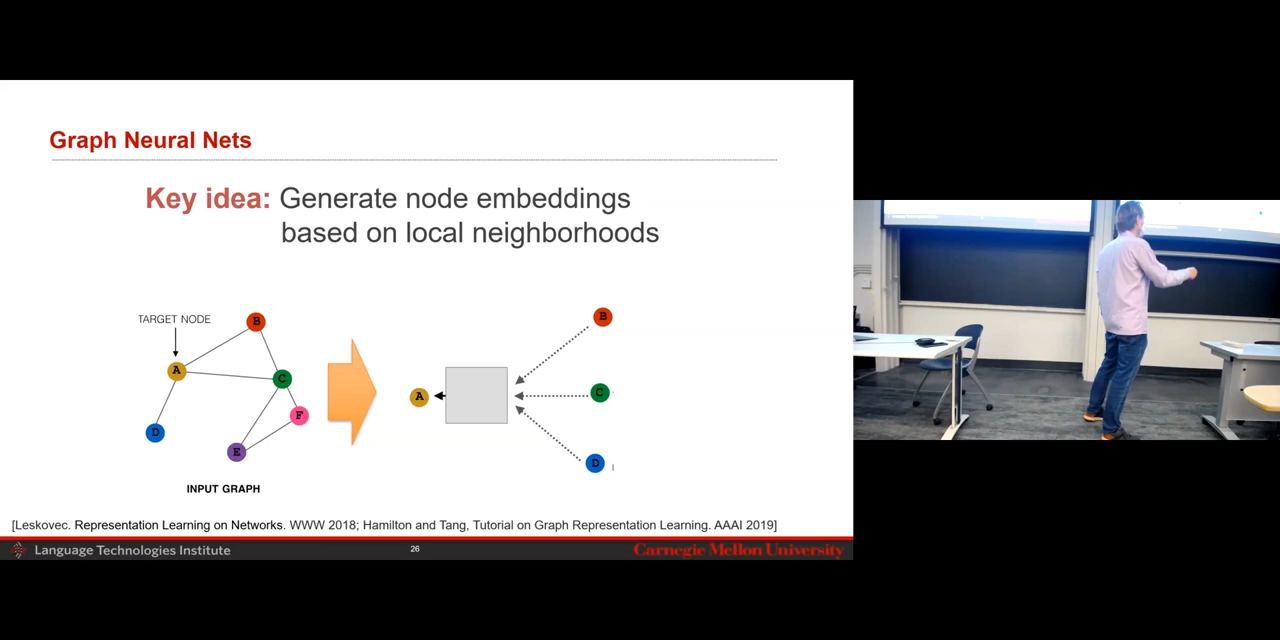 Graph Neural Nets
Key idea: Generate node embeddings
based on local neighborhoods
TARGET NODE
B
A
C
F
D
E
INPUT GRAPH
B
A
C
D
[Leskovec. Representation Learning on Networks. WWW 2018; Hamilton and Tang, Tutorial on Graph Representation Learning. AAAI 2019]
Language Technologies Institute
26
Carnegie Mellon University